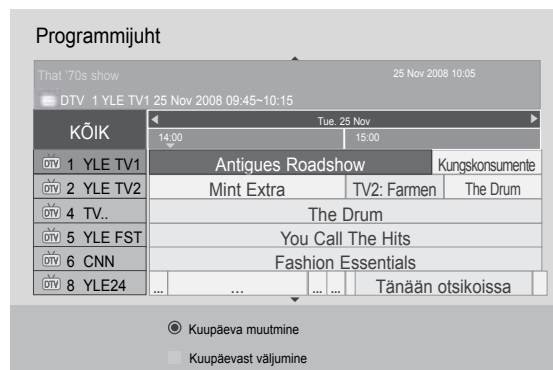 Programmijuht
That '70s show 25 Nov 2008 10:05
DTV 1 YLE TV1 25 Nov 2008 09:45~10:15
KÕIK Tue. 25 Nov
14:00 15:00
DTV 1 YLE TV1 Antigues Roadshow Kungskonsumente
DTV 2 YLE TV2 Mint Extra TV2: Farmen The Drum
DTV 4 TV.. The Drum
DTV 5 YLE FST You Call The Hits
DTV 6 CNN Fashion Essentials
DTV 8 YLE24 ... ... ... ... Tänään otsikoissa
Kuupäeva muutmine
Kuupäevast väljumine